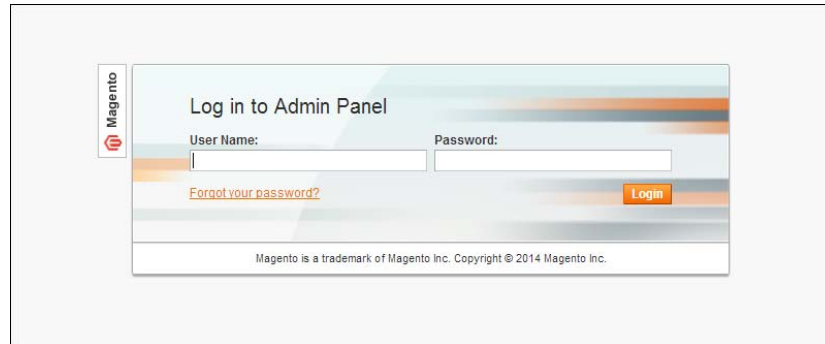 Magento
Log in to Admin Panel
User Name: Password:
Forgot your password? Login
Magento is a trademark of Magento Inc. Copyright © 2014 Magento Inc.